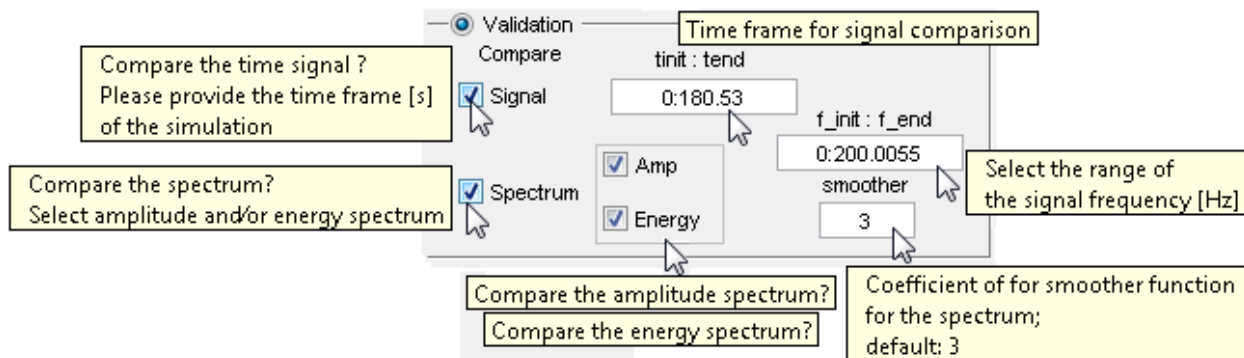 Validation
Time frame for signal comparison
Compare
tinit : tend
Compare the time signal ?
Please provide the time frame [s]
of the simulation
Signal
0:180.53
f_init : f_end
0:200.0055
Select the range of
the signal frequency [Hz]
Compare the spectrum?
Select amplitude and/or energy spectrum
Spectrum
Amp
Energy
smoother
3
Compare the amplitude spectrum?
Compare the energy spectrum?
Coefficient of for smoother function
for the spectrum;
default: 3